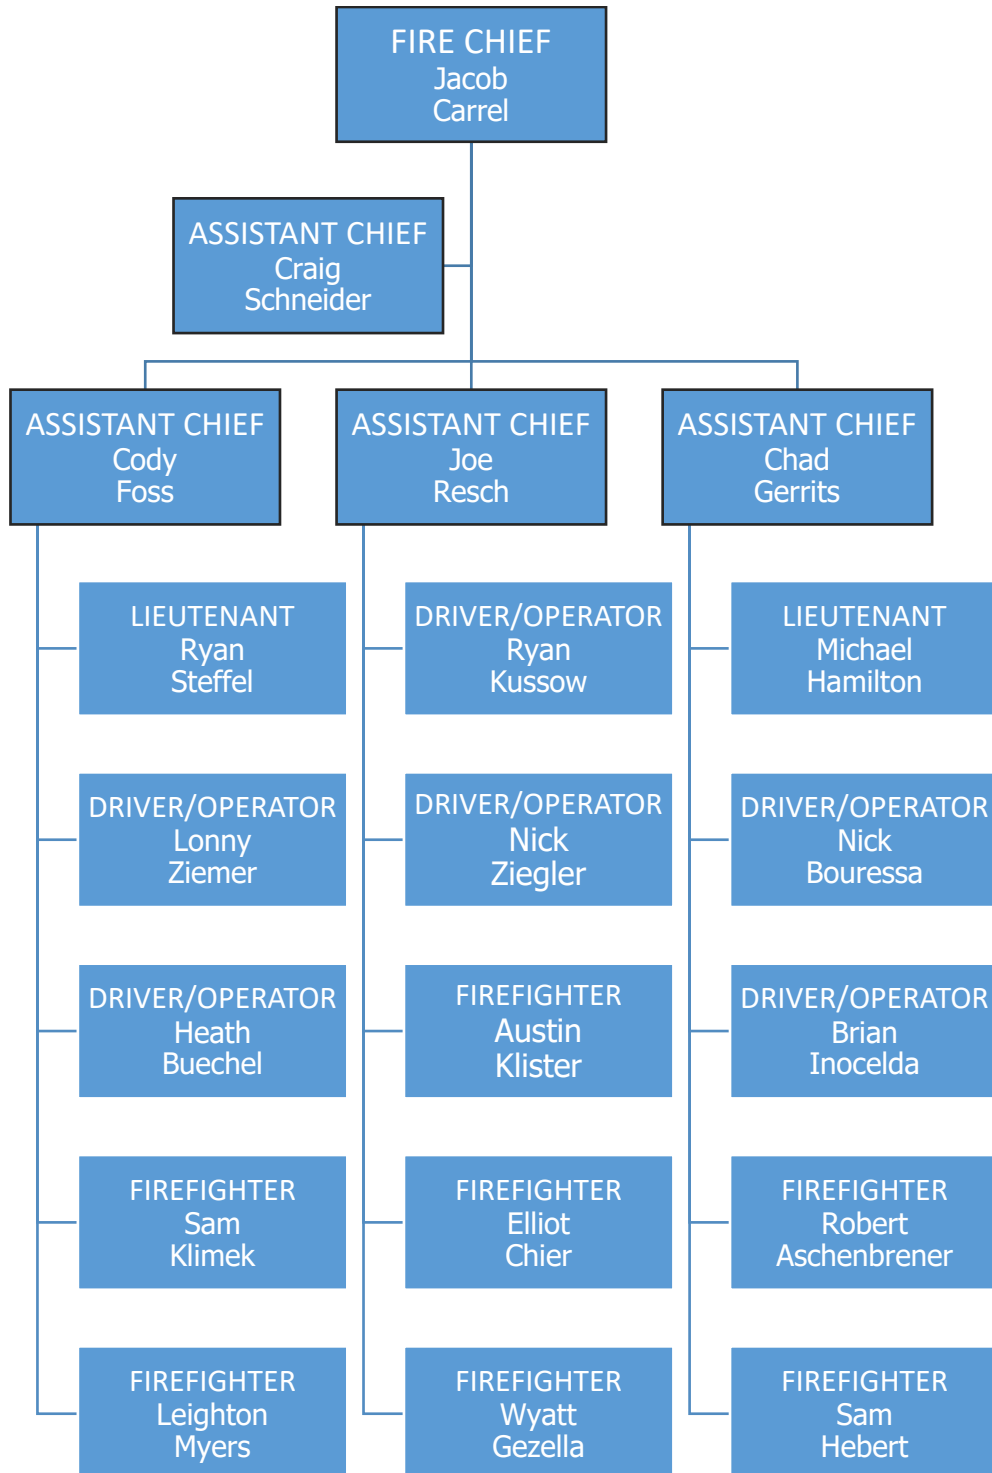 FIRE CHIEF
Jacob
Carrel
ASSISTANT CHIEF
Craig
Schneider
ASSISTANT CHIEF
Cody
Foss
ASSISTANT CHIEF
Joe
Resch
ASSISTANT CHIEF
Chad
Gerrits
LIEUTENANT
Ryan
Steffel
DRIVER/OPERATOR
Ryan
Kussow
LIEUTENANT
Michael
Hamilton
DRIVER/OPERATOR
Lonny
Ziemer
DRIVER/OPERATOR
Nick
Ziegler
DRIVER/OPERATOR
Nick
Bouressa
DRIVER/OPERATOR
Heath
Buechel
FIREFIGHTER
Austin
Klister
DRIVER/OPERATOR
Brian
Inocelda
FIREFIGHTER
Sam
Klimek
FIREFIGHTER
Elliot
Chier
FIREFIGHTER
Robert
Aschenbrener
FIREFIGHTER
Leighton
Myers
FIREFIGHTER
Wyatt
Gezella
FIREFIGHTER
Sam
Hebert